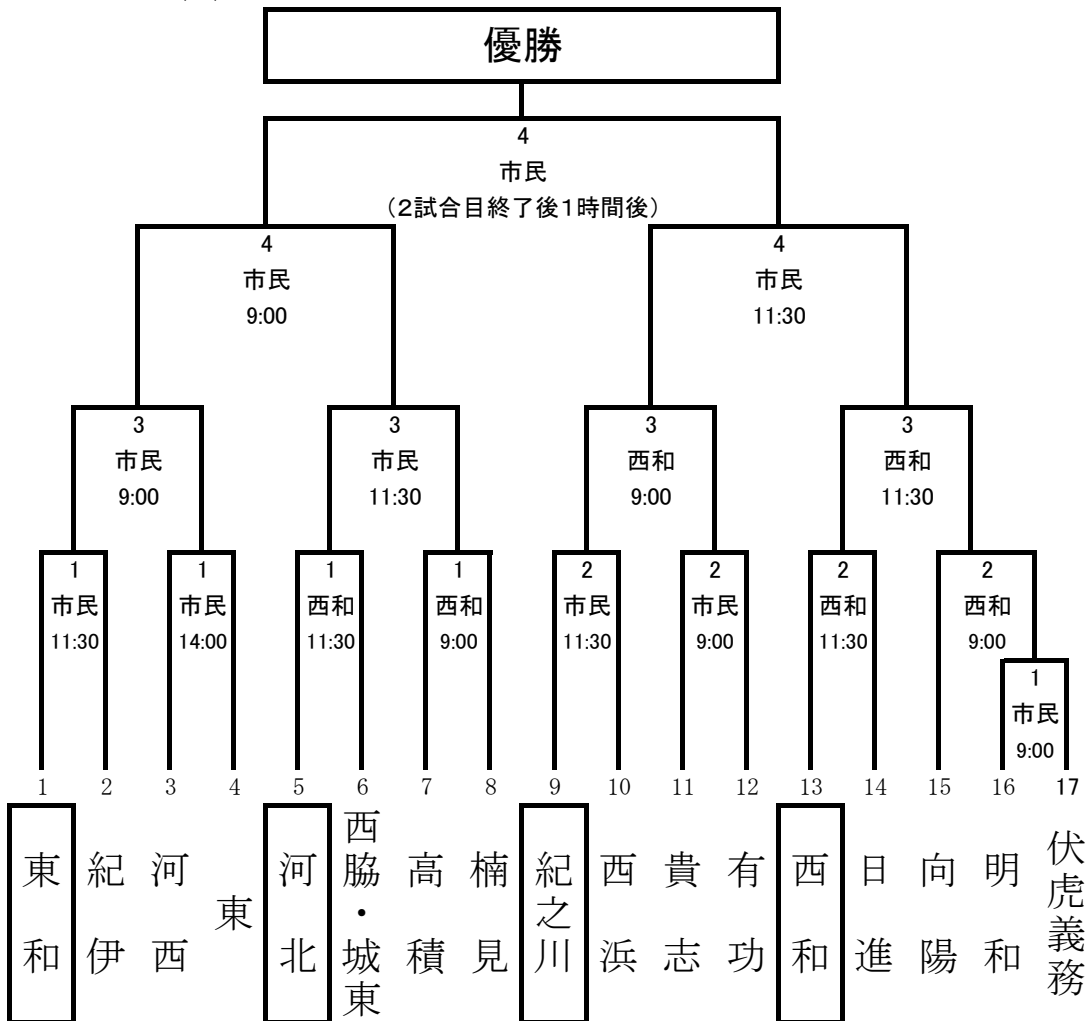 優勝
4
市民
（2試合目終了後1時間後）
4
市民
9:00
4
市民
11:30
3
市民
9:00
3
市民
11:30
3
西和
9:00
3
西和
11:30
1
市民
11:30
1
市民
14:00
1
西和
11:30
1
西和
9:00
2
市民
11:30
2
市民
9:00
2
西和
11:30
2
西和
9:00
1
市民
9:00
1 2 3 4 5 6 7 8 9 10 11 12 13 14 15 16 17
東和
紀伊
河西
東
河北
西脇・城東
高積
楠見
紀之川
西浜
貴志
有功
西和
日進
向陽
明和
伏虎義務